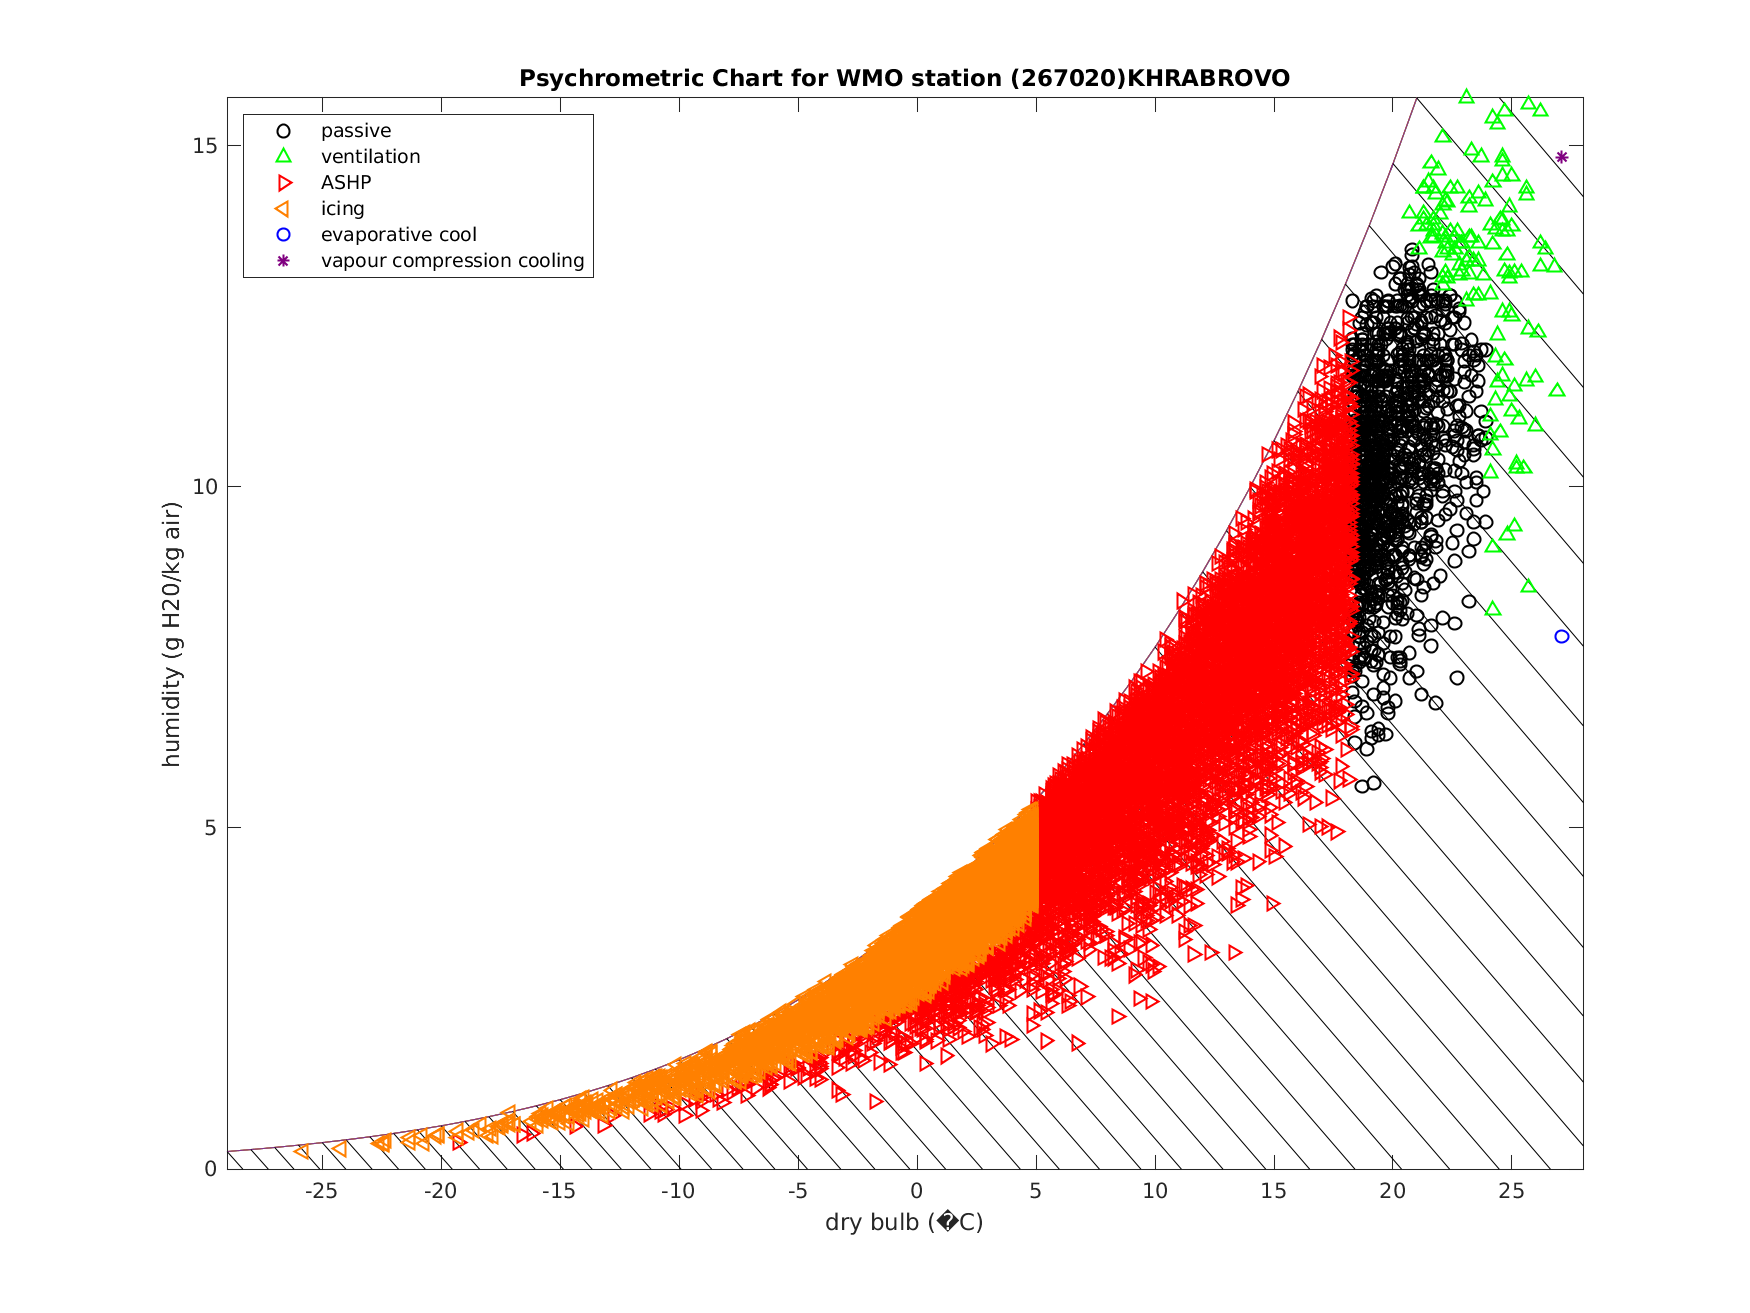 Psychrometric Chart for WMO station (267020)KHRABROVO
passive
ventilation
ASHP
icing
evaporative cool
vapour compression cooling
15
10
5
0
humidity (g H20/kg air)
-25 -20 -15 -10 -5 0 5 10 15 20 25
dry bulb (�C)